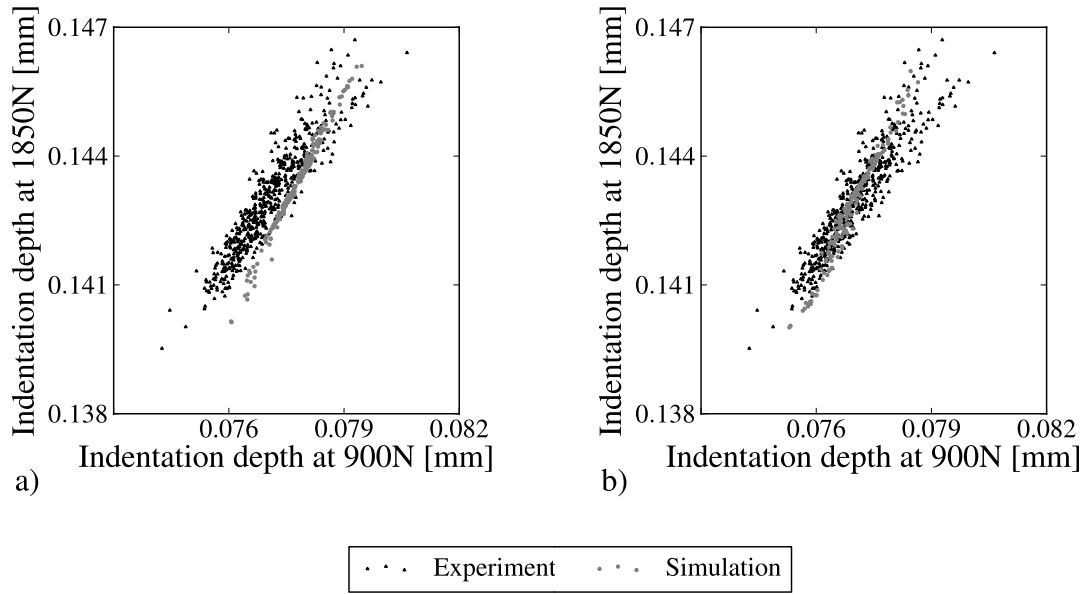 Indentation depth at 1850N [mm]
0.147
0.144
0.141
0.138
0.076 0.079 0.082
Indentation depth at 900N [mm]
a)
Indentation depth at 1850N [mm]
0.147
0.144
0.141
0.138
0.076 0.079 0.082
Indentation depth at 900N [mm]
b)
Experiment Simulation